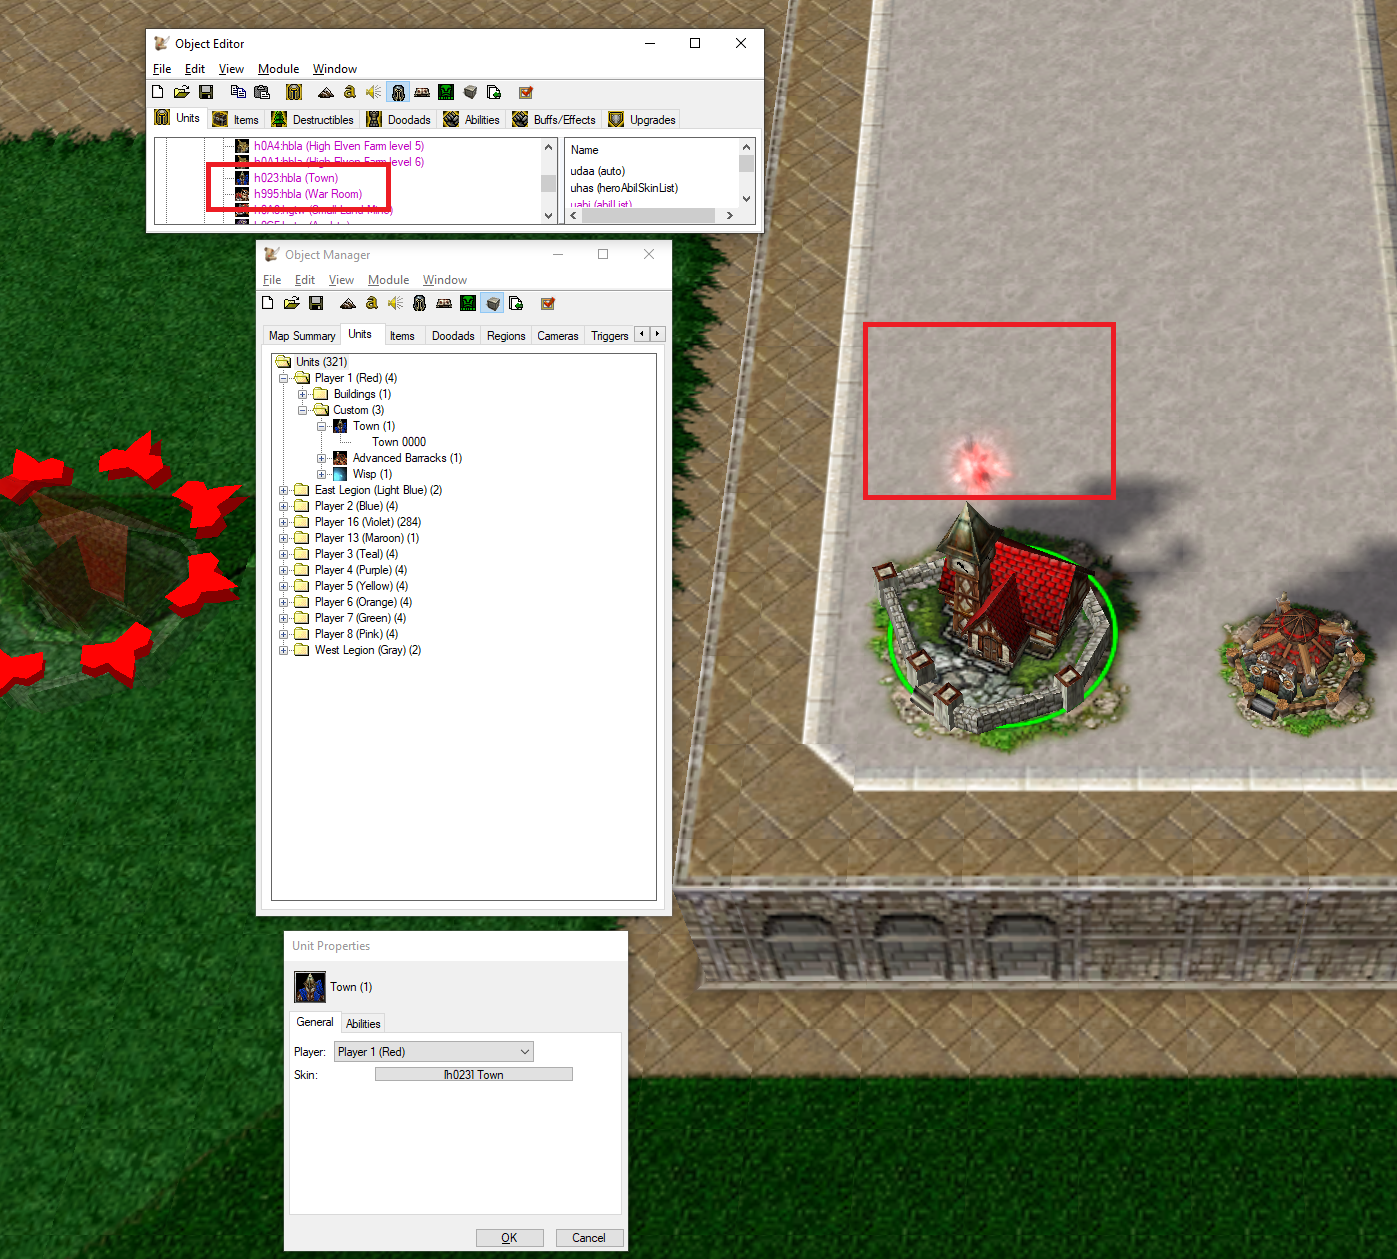 Object Editor
File Edit View Module Window
Units Items Destructibles Doodads Abilities Buffs/Effects Upgrades
h0A4:hbla (High Elven Farm level 5)
h0A1:hbla (High Elven Farm level 6)
h023:hbla (Town)
h995:hbla (War Room)
Name
udaa (auto)
uhas (heroAbilSkinList)
uabi (abilList)
Object Manager
File Edit View Module Window
Map Summary Units Items Doodads Regions Cameras Triggers
Units (321)
Player 1 (Red) (4)
Buildings (1)
Custom (3)
Town (1)
Town 0000
Advanced Barracks (1)
Wisp (1)
East Legion (Light Blue) (2)
Player 2 (Blue) (4)
Player 16 (Violet) (284)
Player 13 (Maroon) (1)
Player 3 (Teal) (4)
Player 4 (Purple) (4)
Player 5 (Yellow) (4)
Player 6 (Orange) (4)
Player 7 (Green) (4)
Player 8 (Pink) (4)
West Legion (Gray) (2)
Unit Properties
Town (1)
General Abilities
Player: Player 1 (Red)
Skin: [h023] Town
OK Cancel